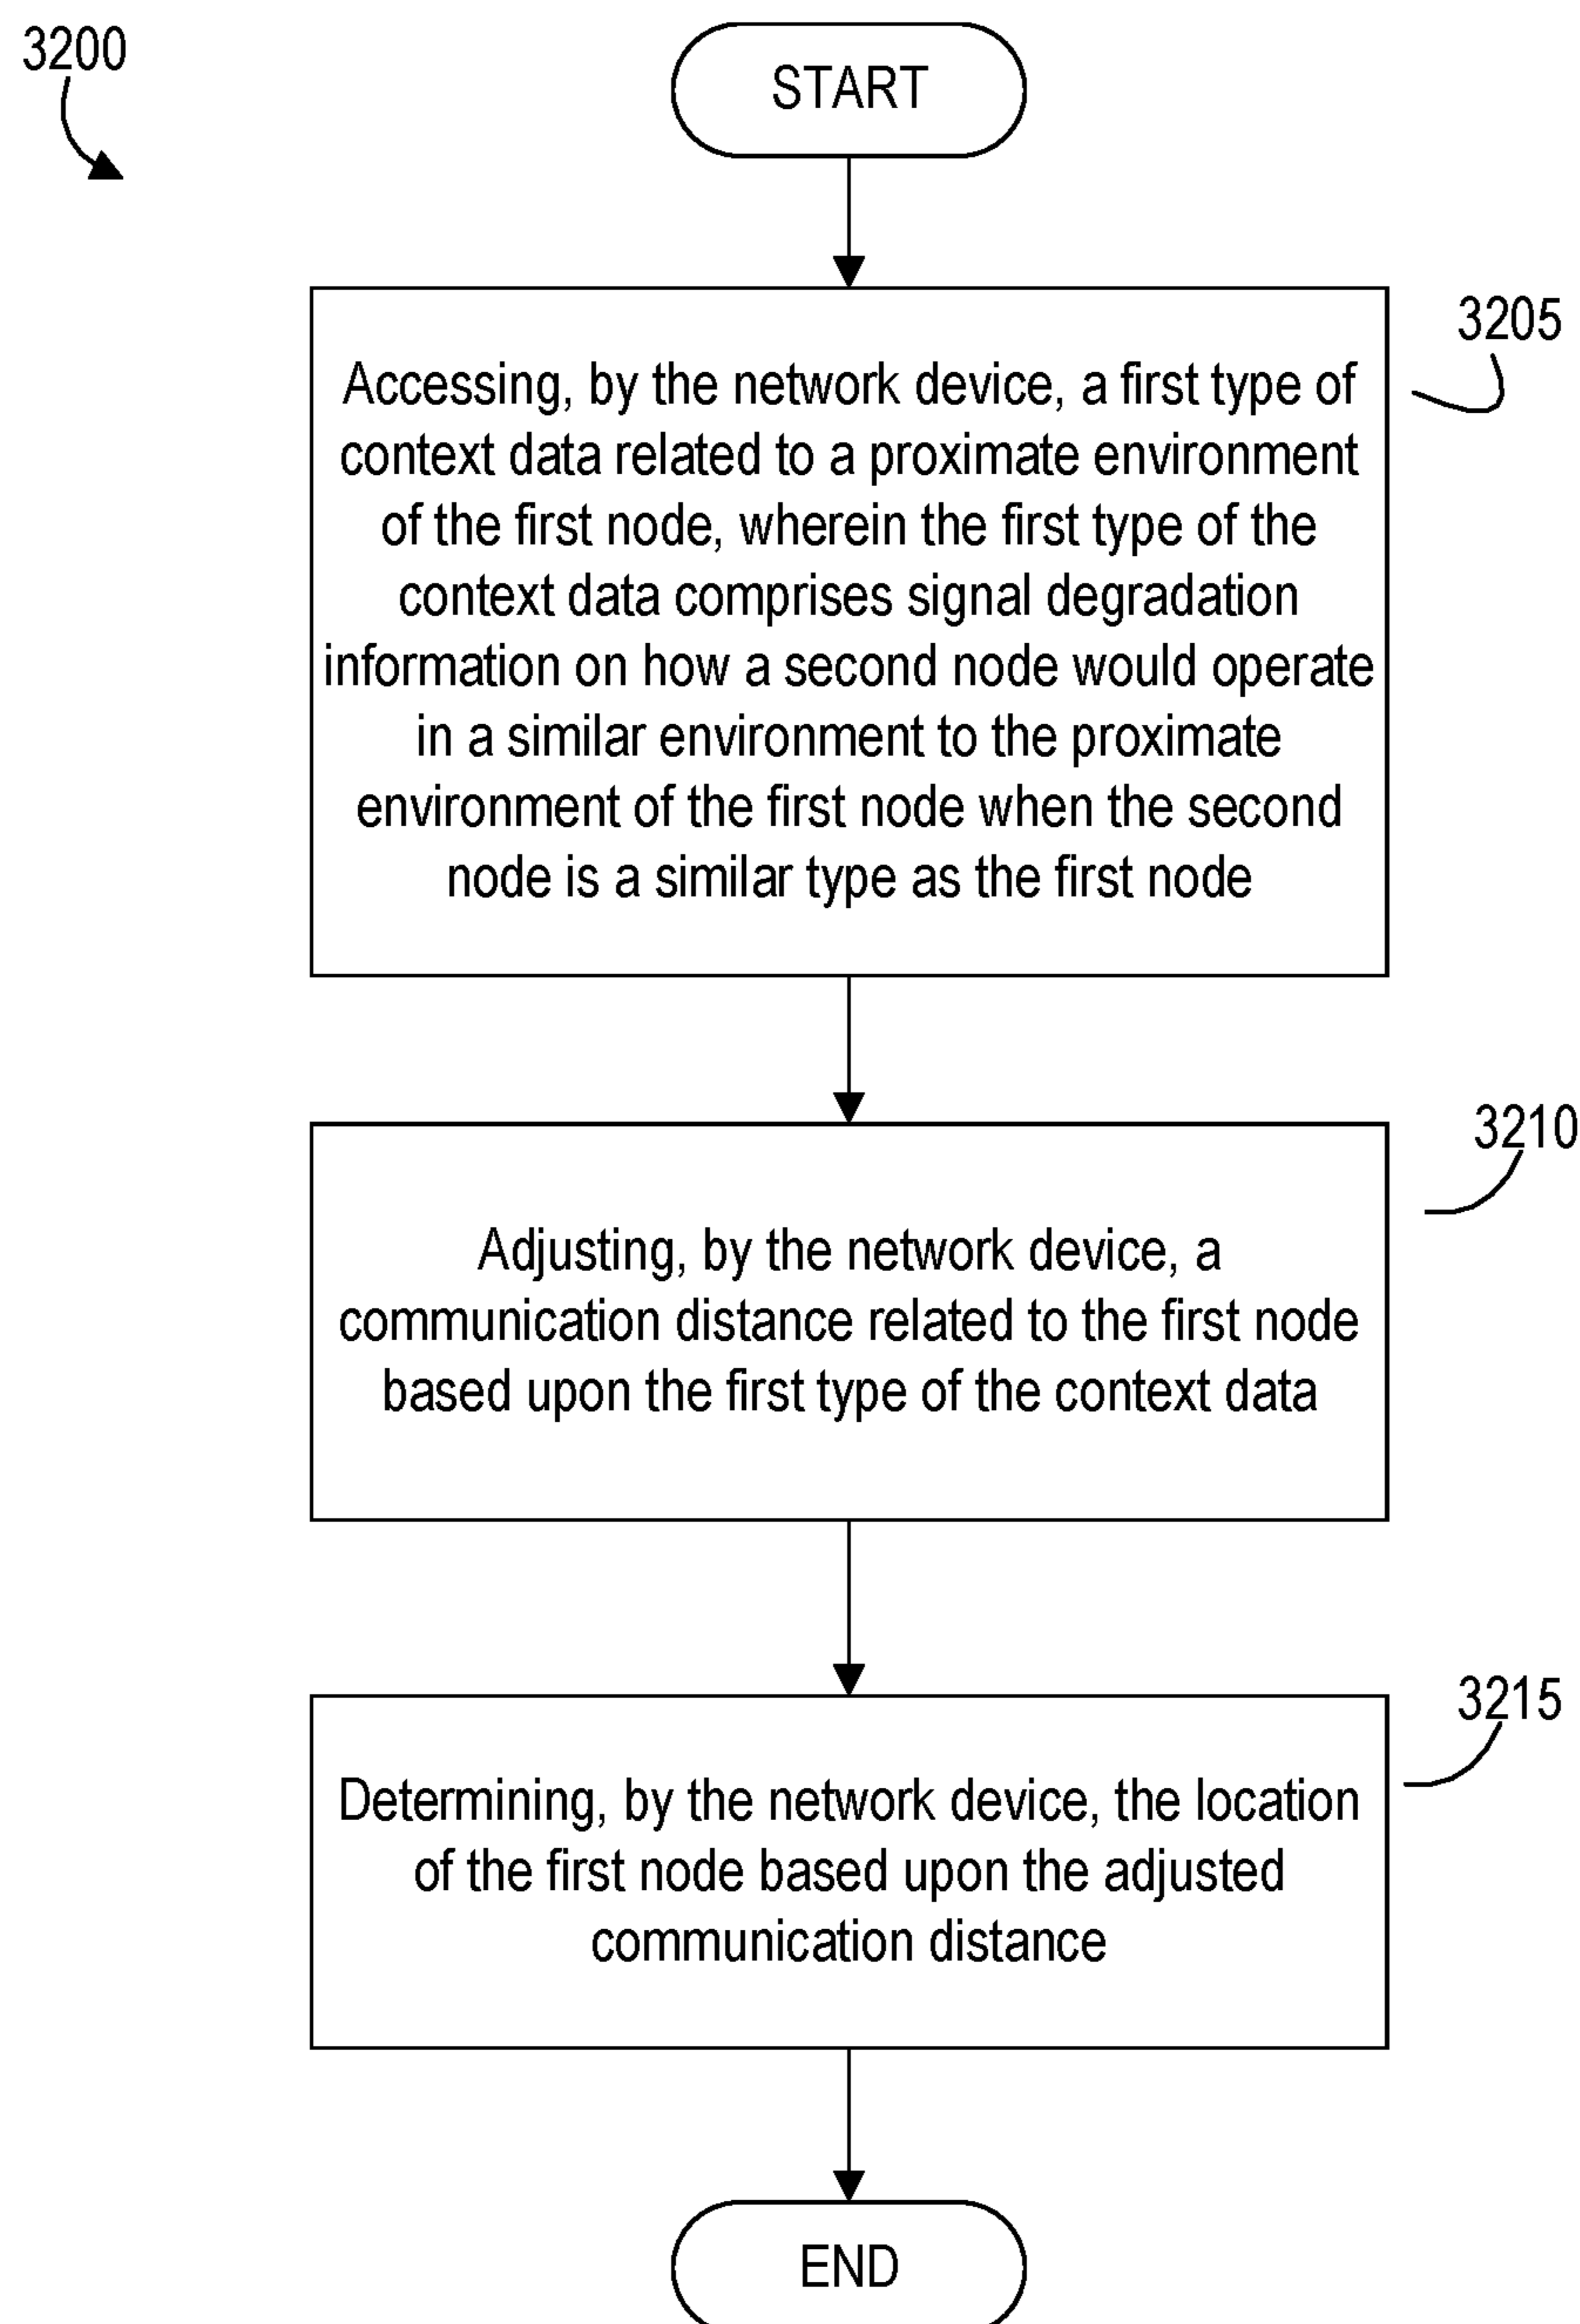 3200
START
3205
Accessing, by the network device, a first type of
context data related to a proximate environment
of the first node, wherein the first type of the
context data comprises signal degradation
information on how a second node would operate
in a similar environment to the proximate
environment of the first node when the second
node is a similar type as the first node
3210
Adjusting, by the network device, a
communication distance related to the first node
based upon the first type of the context data
3215
Determining, by the network device, the location
of the first node based upon the adjusted
communication distance
END